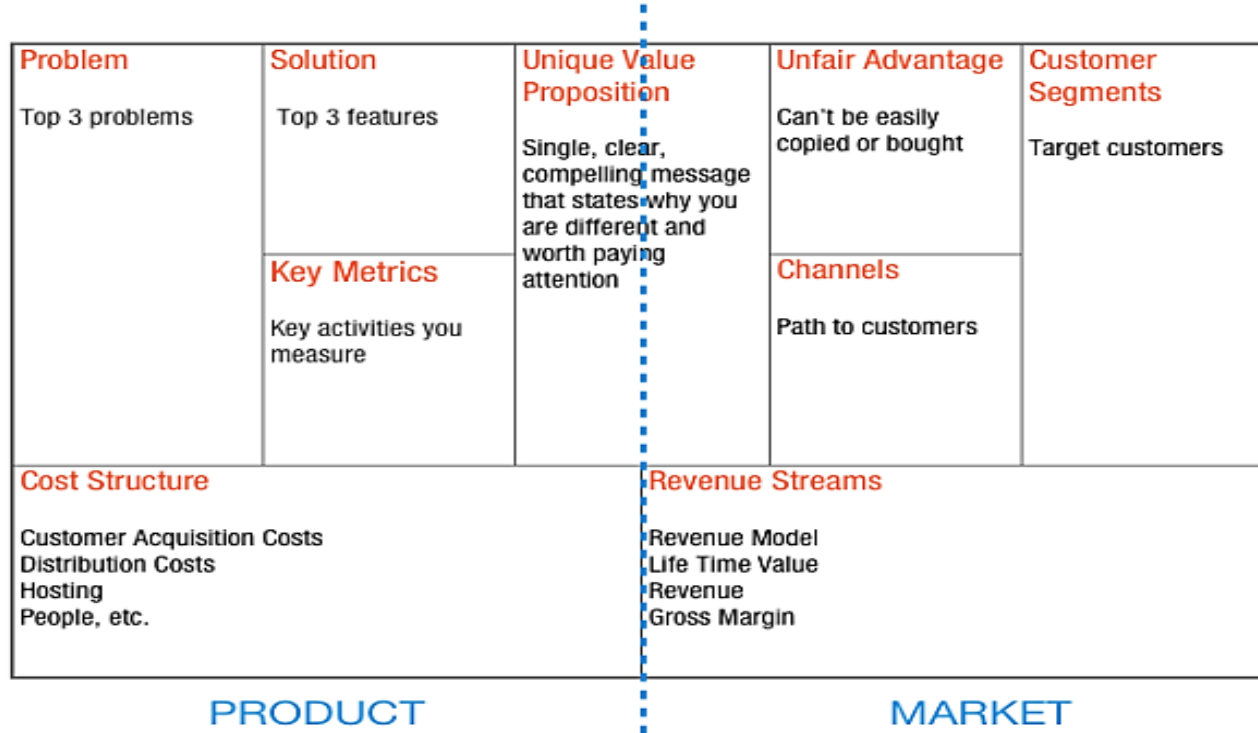 Problem
Top 3 problems
Solution
Top 3 features
Key Metrics
Key activities you
measure
Unique Value
Proposition
Single, clear,
compelling message
that states why you
are different and
worth paying
attention
Unfair Advantage
Can't be easily
copied or bought
Channels
Path to customers
Customer
Segments
Target customers
Cost Structure
Customer Acquisition Costs
Distribution Costs
Hosting
People, etc.
Revenue Streams
Revenue Model
Life Time Value
Revenue
Gross Margin
PRODUCT
MARKET